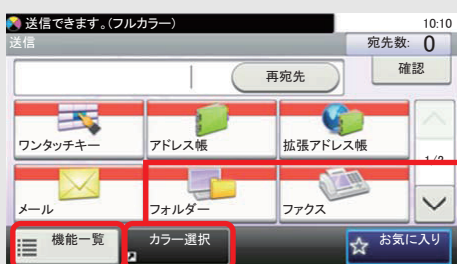 送信できます。(フルカラー) 10:10
送信 宛先数: 0
再宛先 確認
ワンタッチキー アドレス帳 拡張アドレス帳
メール フォルダー ファクス
機能一覧 カラー選択 お気に入り